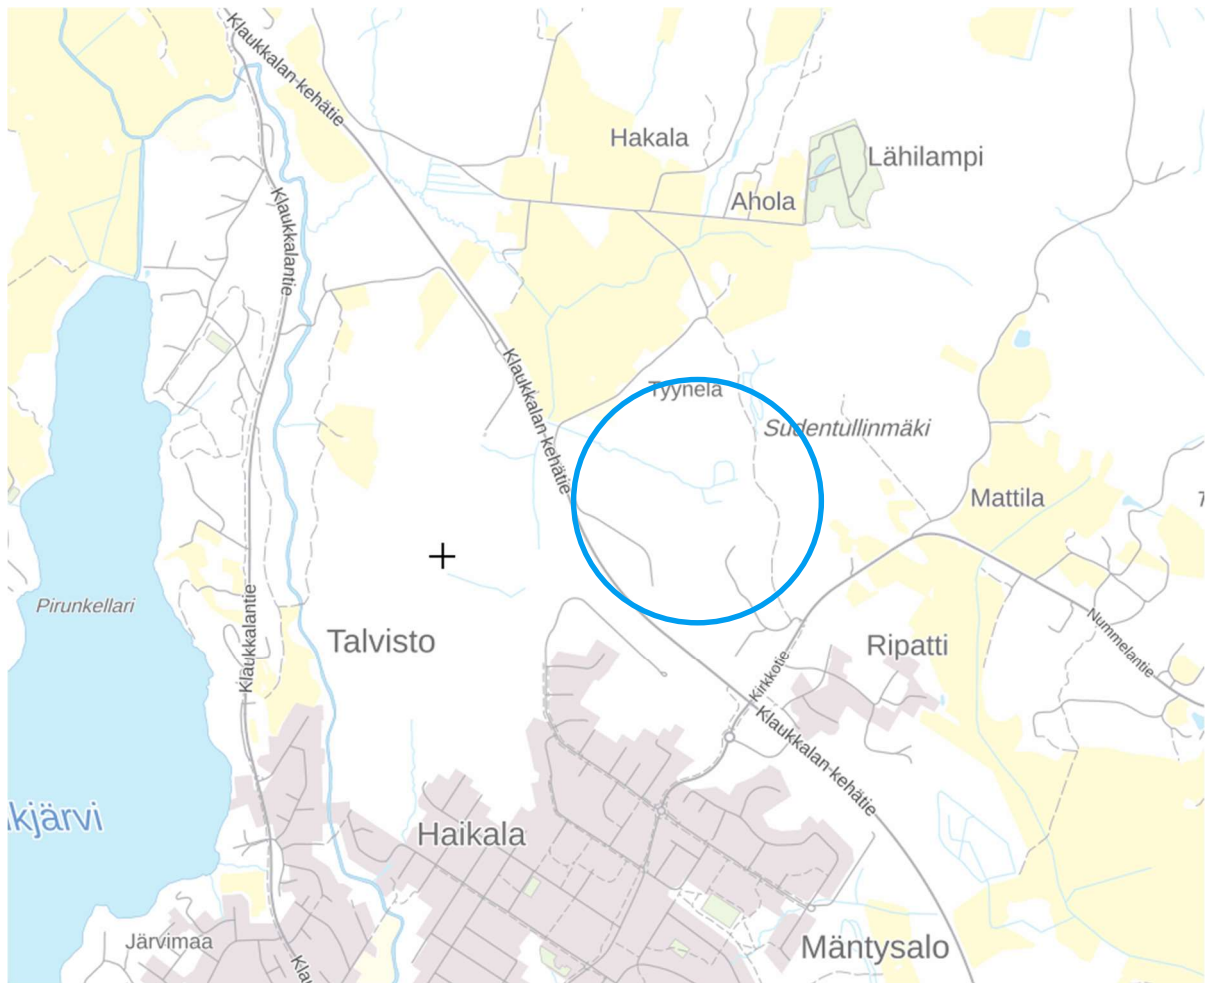 Klaukkalan kehätie
Hakala
Lähilampi
Klaukkalantie
Ahola
Klaukkalan kehätie
Tyynelä
Sudentullinmäki
Mattila
Pirunkellari
Klaukkalantie
Talvisto
Ripatti
Nummelantie
Kirkkotie
Klaukkalan kehätie
kjärvi
Haikala
Järvimaa
Mäntysalo
Klau